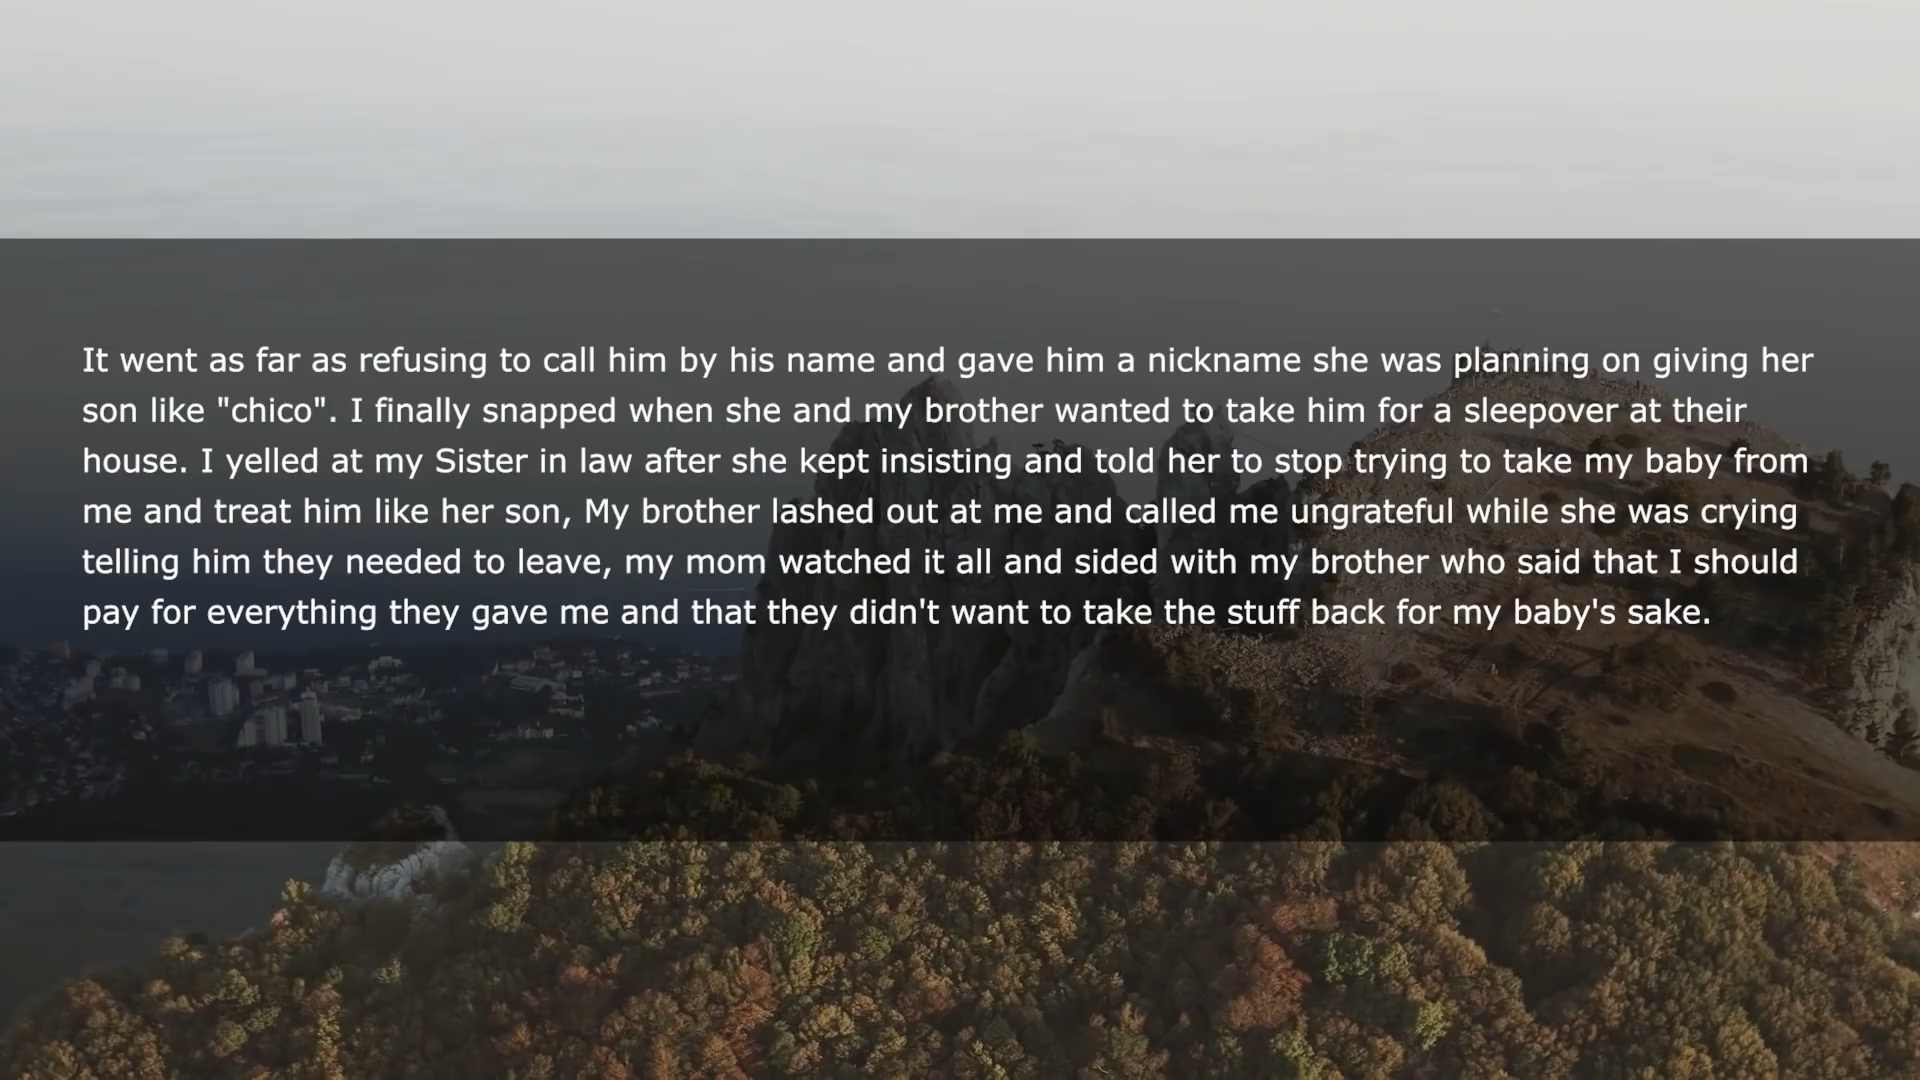 It went as far as refusing to call him by his name and gave him a nickname she was planning on giving her
son like "chico". I finally snapped when she and my brother wanted to take him for a sleepover at their
house. I yelled at my Sister in law after she kept insisting and told her to stop trying to take my baby from
me and treat him like her son, My brother lashed out at me and called me ungrateful while she was crying
telling him they needed to leave, my mom watched it all and sided with my brother who said that I should
pay for everything they gave me and that they didn't want to take the stuff back for my baby's sake.